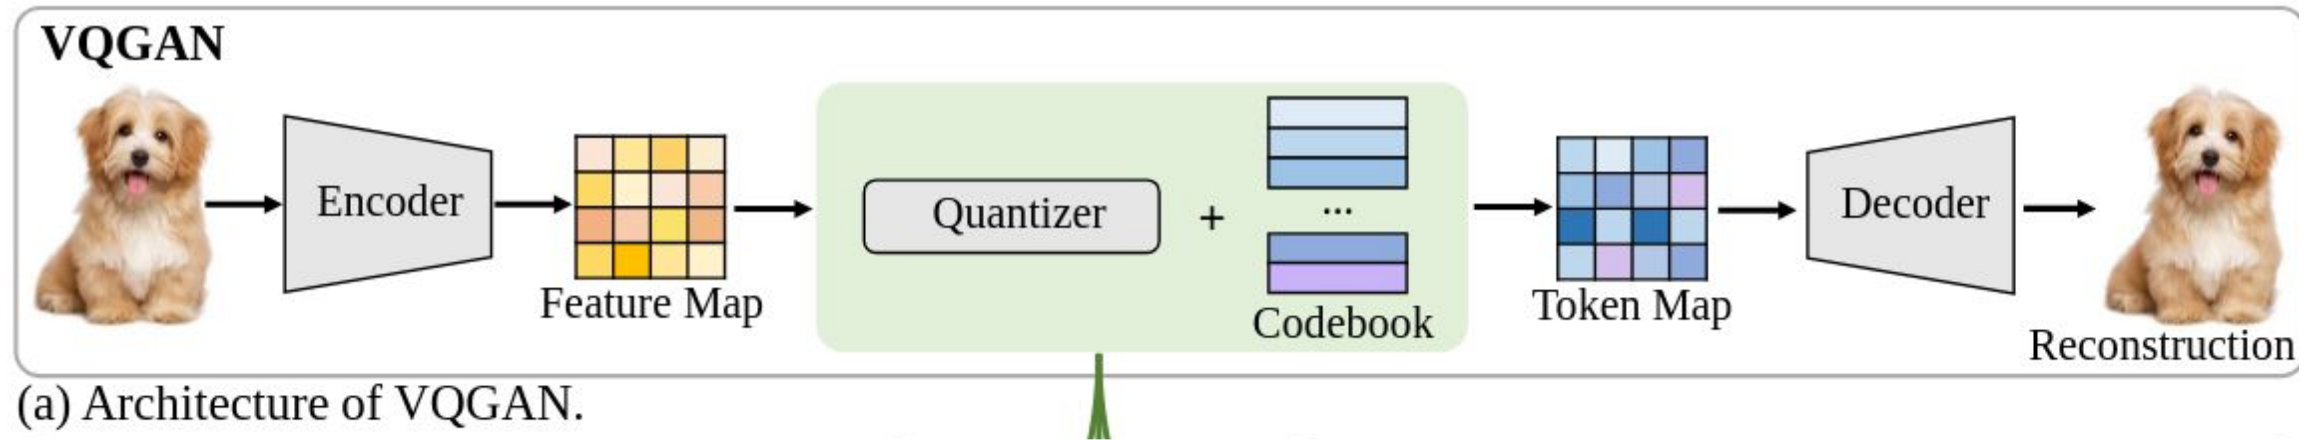 VQGAN
Encoder
Feature Map
Quantizer
+
...
Codebook
Token Map
Decoder
Reconstruction
(a) Architecture of VQGAN.